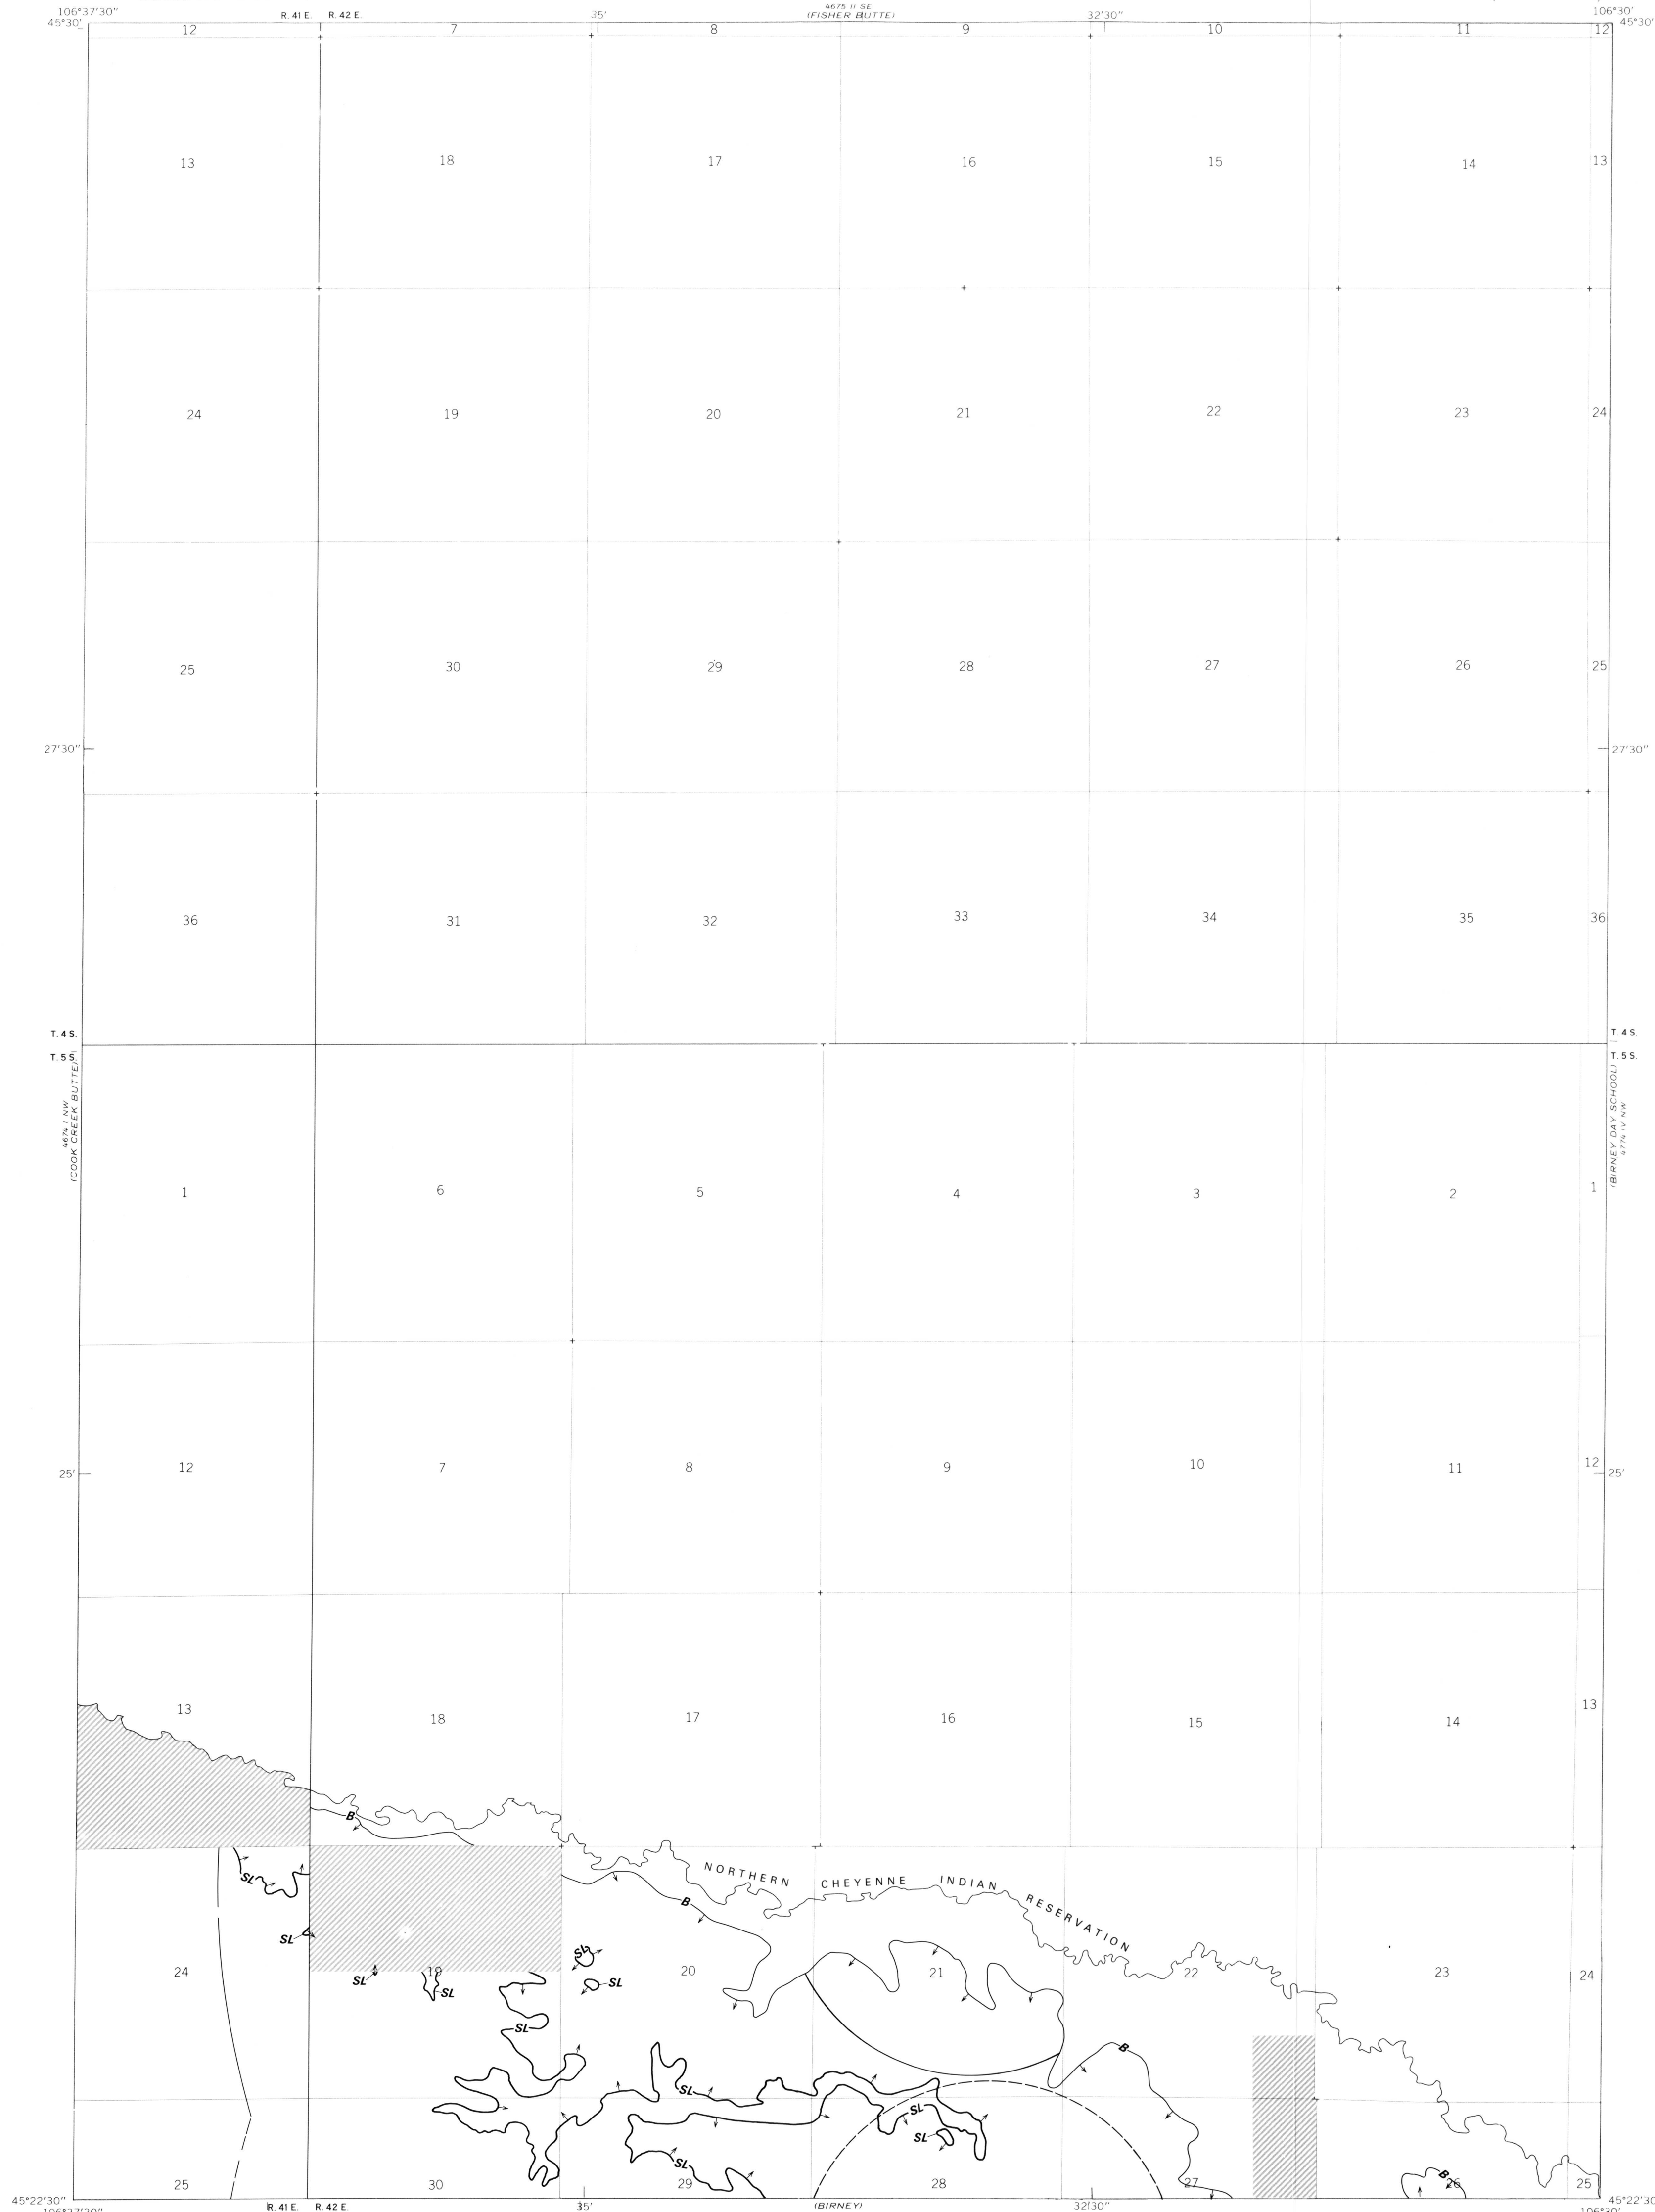 106°37'30" R. 41 E. R. 42 E. 35' 4675 II SE 32'30" 106°30'
45°30' (FISHER BUTTE) 45°30'
12 7 8 9 10 11 12
13 18 17 16 15 14 13
24 19 20 21 22 23 24
25 30 29 28 27 26 25
27'30" 27'30"
36 31 32 33 34 35 36
T. 4 S. T. 4 S.
T. 5 S. T. 5 S.
4674 I NW
(COOK CREEK BUTTE)
(BIRNEY DAY SCHOOL)
4774 IV NW
1 6 5 4 3 2 1
12 7 8 9 10 11 12
25' 25'
13 18 17 16 15 14 13
B
NORTHERN CHEYENNE INDIAN RESERVATION
SL
B
SL
SL
24 19 20 21 22 23 24
SL
SL
SL
SL
B
SL
SL
SL
SL
B
25 30 29 28 27 26 25
45°22'30" 45°22'30"
106°37'30" R. 41 E. R. 42 E. 35' (BIRNEY) 32'30" 106°30'